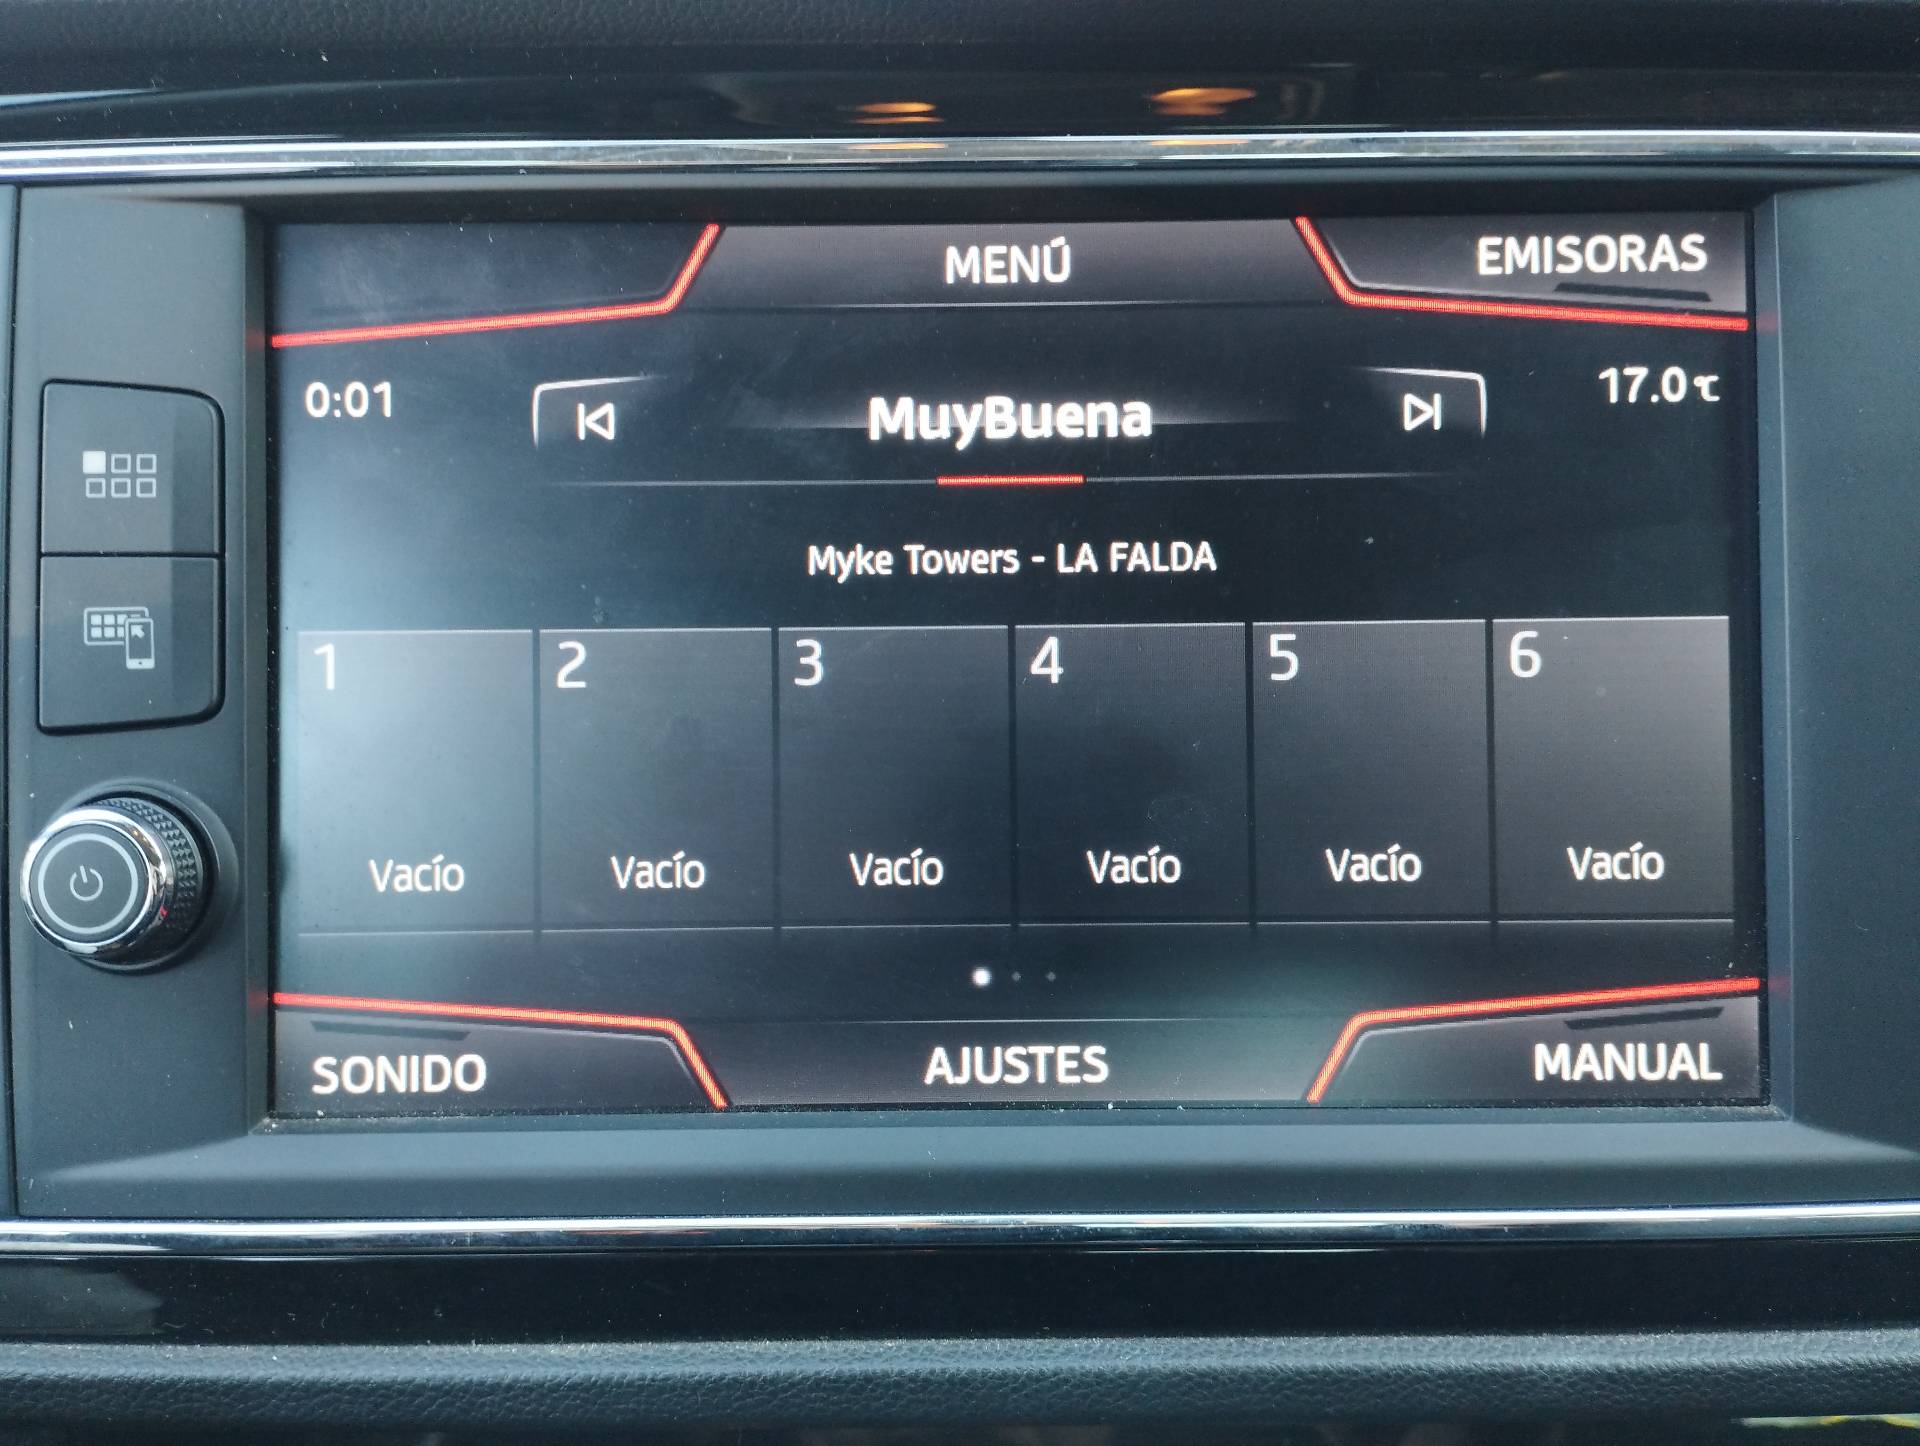 MENÚ
EMISORAS
0:01
MuyBuena
17.0 °C
Myke Towers - LA FALDA
1
2
3
4
5
6
Vacío
Vacío
Vacío
Vacío
Vacío
Vacío
SONIDO
AJUSTES
MANUAL